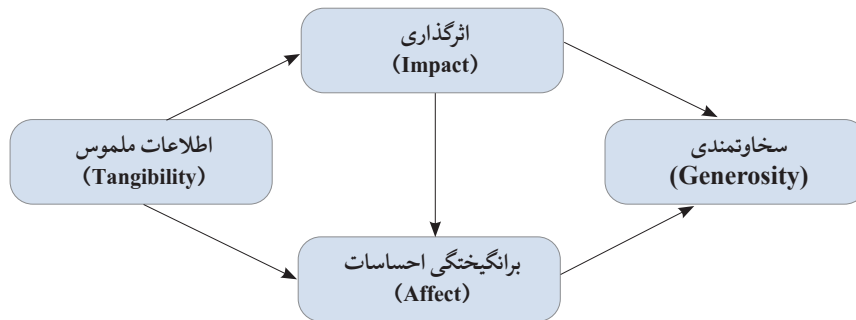 اثرگذاری
(Impact)
اطلاعات ملموس
(Tangibility)
سخاوتمندی
(Generosity)
برانگیختگی احساسات
(Affect)